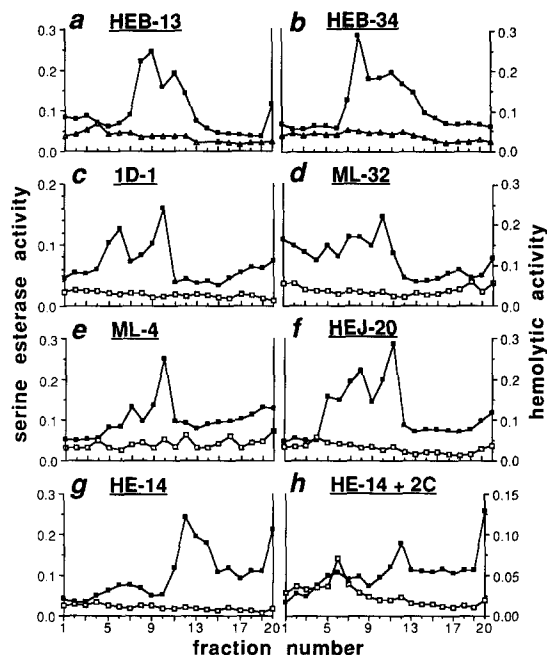 a HEB-13
b HEB-34
0.3
0.2
0.1
0.0
0.3
0.2
0.1
0.0
c 1D-1
d ML-32
0.2
0.1
0.0
0.3
0.2
0.1
0.0
e ML-4
f HEJ-20
0.3
0.2
0.1
0.0
0.3
0.2
0.1
0.0
g HE-14
h HE-14 + 2C
0.3
0.2
0.1
0.0
0.15
0.10
0.05
0.00
1 5 9 13 17 20 1 5 9 13 17 20
fraction number
serine esterase activity
hemolytic activity